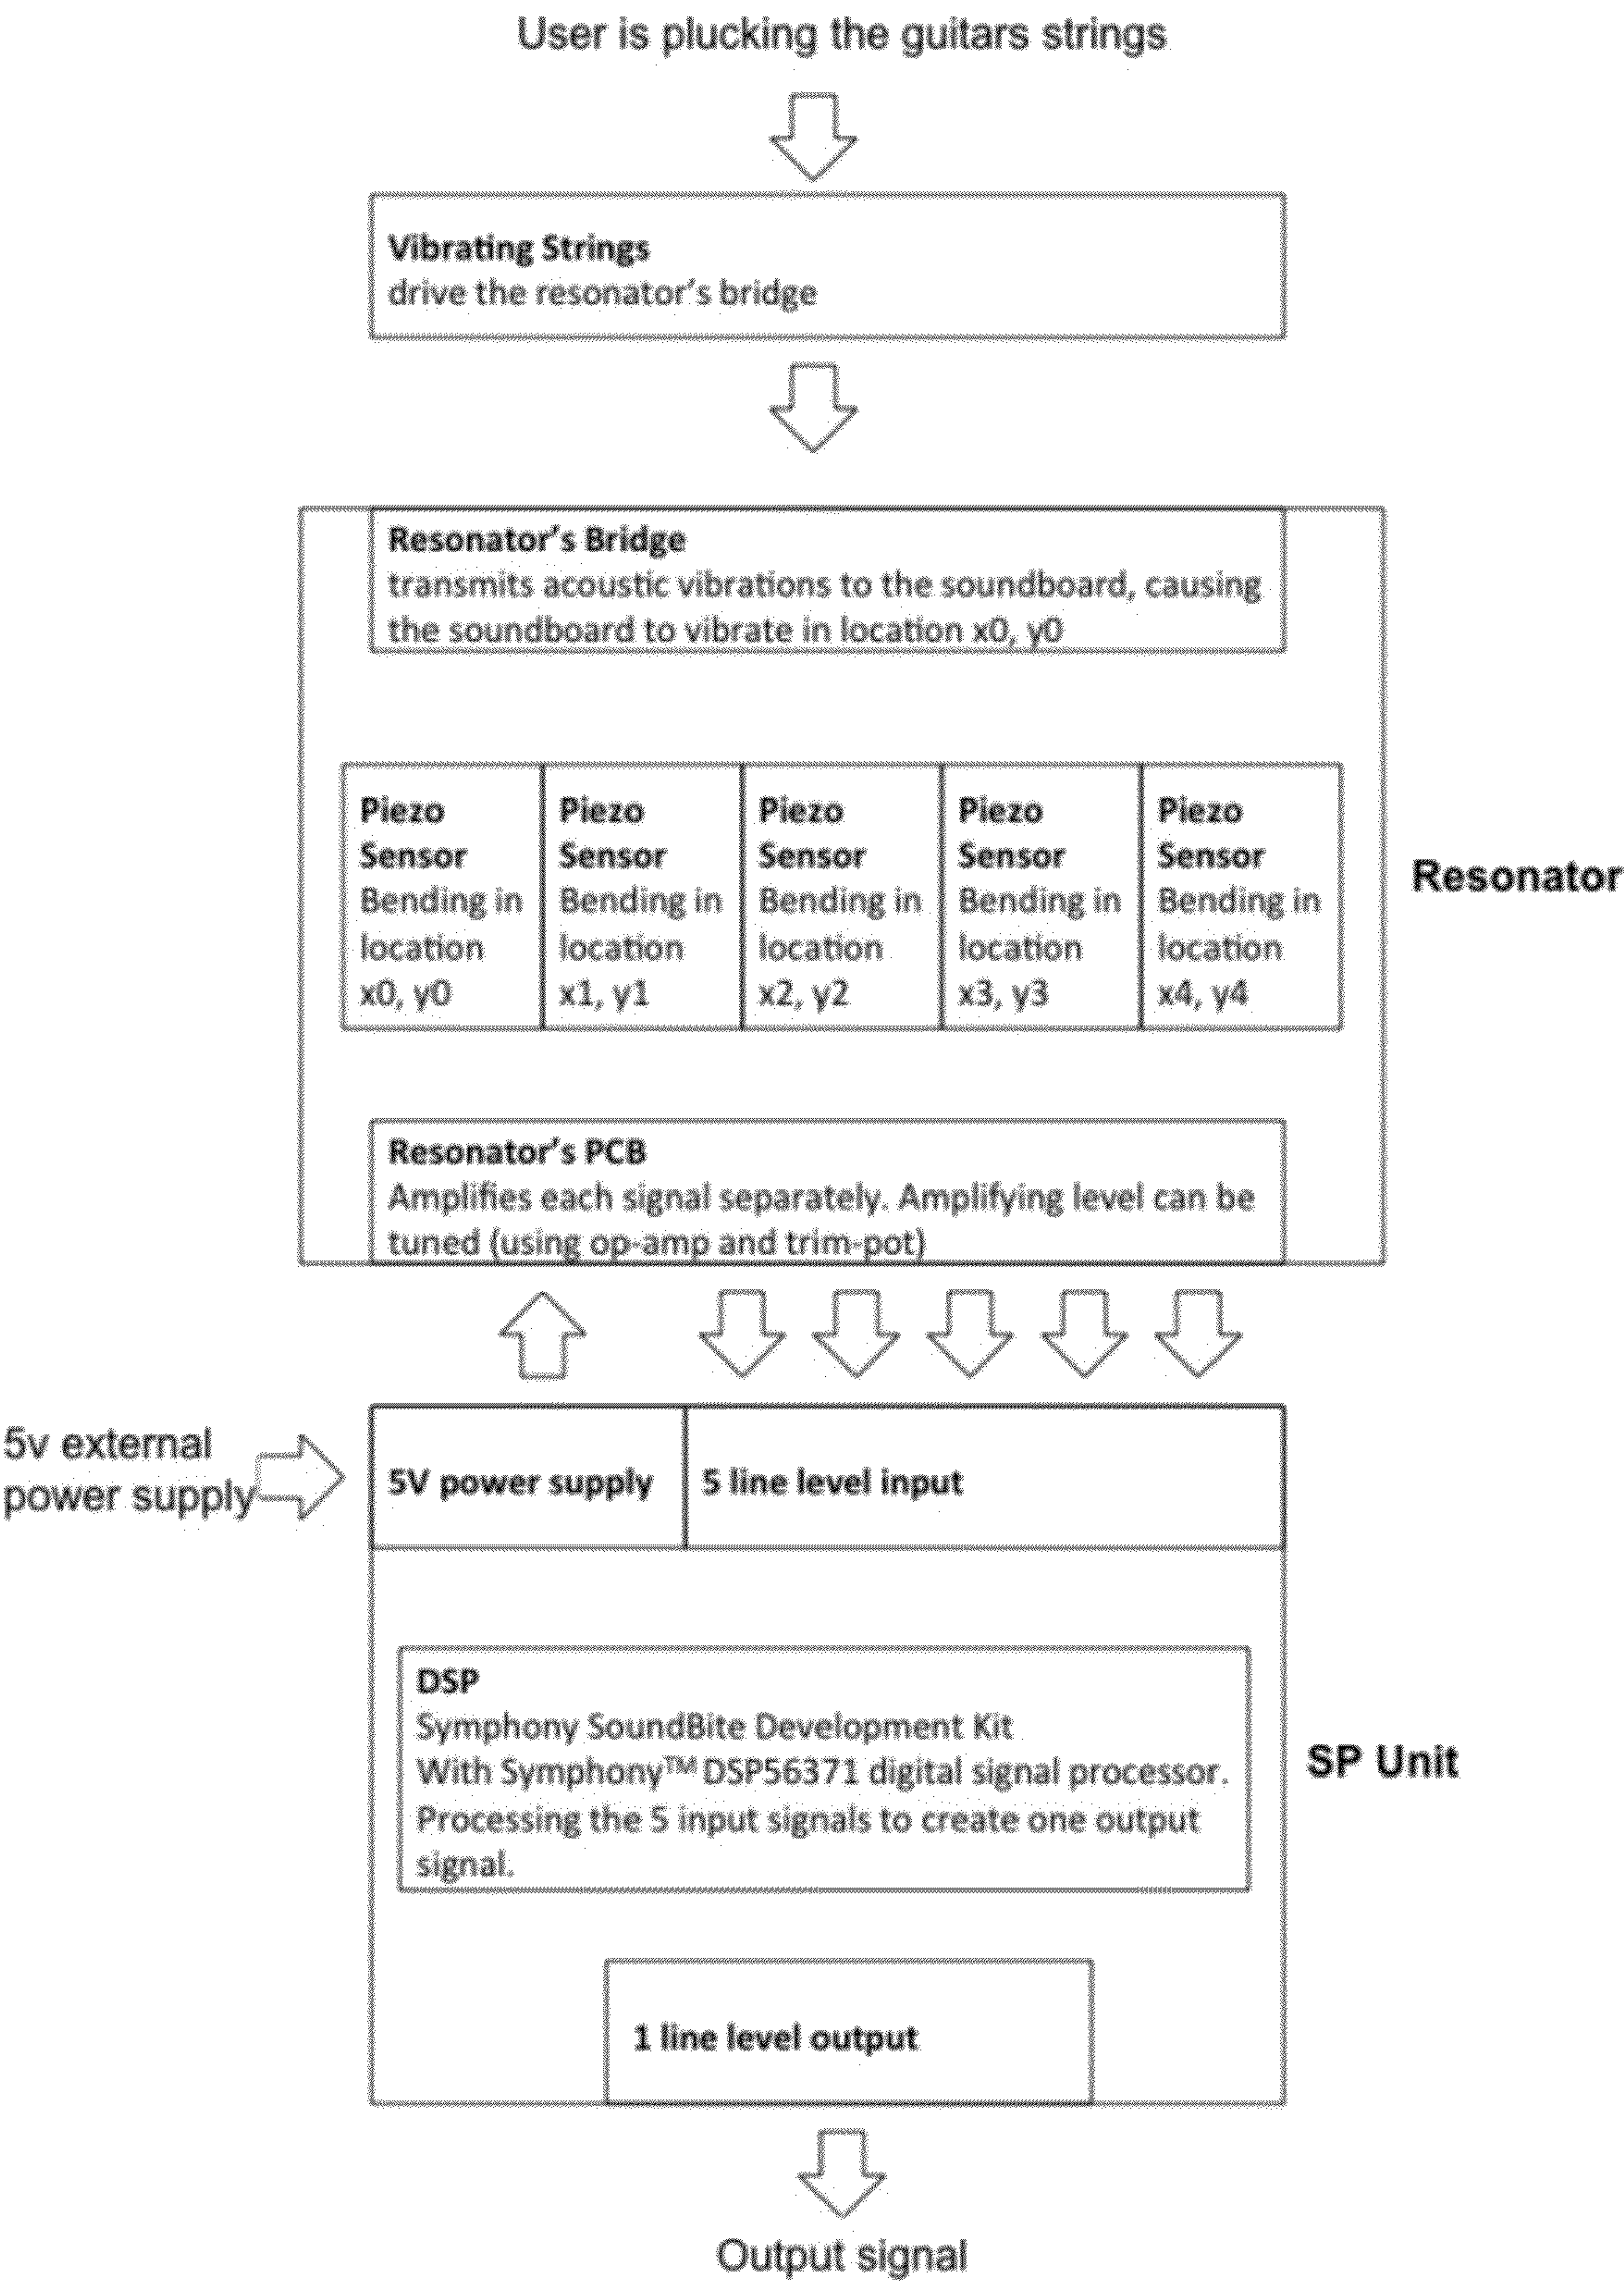 User is plucking the guitars strings
Vibrating Strings
drive the resonator's bridge
Resonator's Bridge
transmits acoustic vibrations to the soundboard, causing
the soundboard to vibrate in location x0, y0
Piezo
Sensor
Bending in
location
x0, y0
Piezo
Sensor
Bending in
location
x1, y1
Piezo
Sensor
Bending in
location
x2, y2
Piezo
Sensor
Bending in
location
x3, y3
Piezo
Sensor
Bending in
location
x4, y4
Resonator
Resonator's PCB
Amplifies each signal separately. Amplifying level can be
tuned (using op-amp and trim-pot)
5v external
power supply
5V power supply
5 line level input
DSP
Symphony SoundBite Development Kit
With Symphony™ DSP56371 digital signal processor.
Processing the 5 input signals to create one output
signal.
SP Unit
1 line level output
Output signal